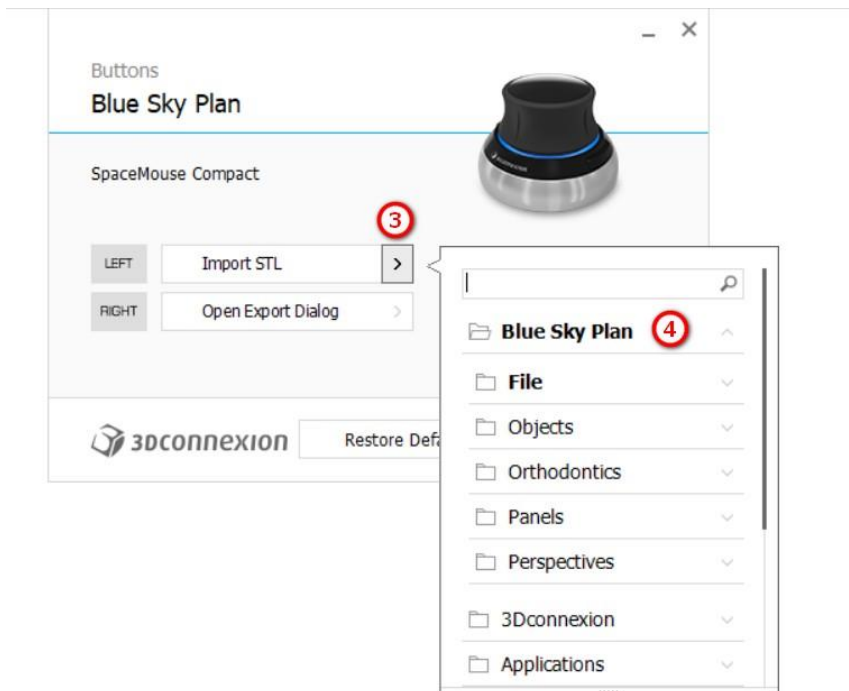 Buttons
Blue Sky Plan
SpaceMouse Compact
3
LEFT
Import STL
RIGHT
Open Export Dialog
4
Blue Sky Plan
File
Objects
Orthodontics
Panels
Perspectives
3Dconnexion
Applications
3Dconnexion
Restore Defa